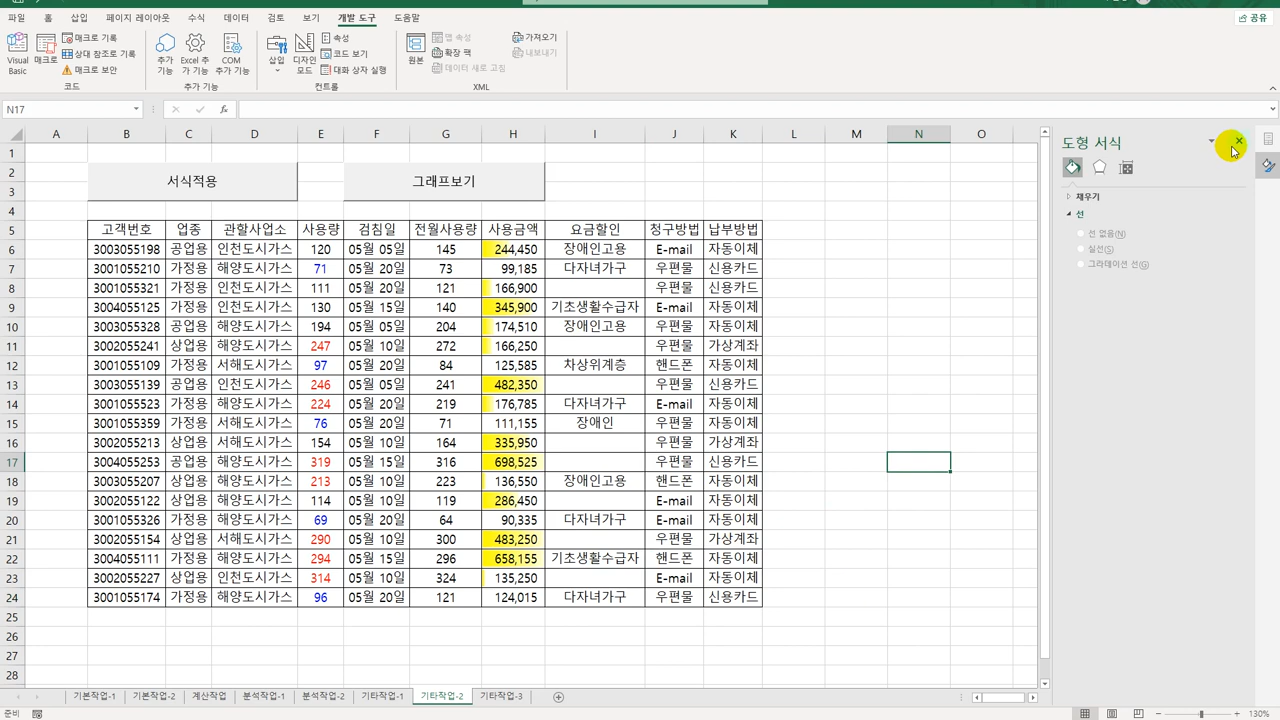 파일 홈 삽입 페이지 레이아웃 수식 데이터 검토 보기 개발 도구 도움말 공유
Visual Basic
매크로
매크로 기록
상대 참조로 기록
매크로 보안
코드
추가 기능
Excel 추가 기능
COM 추가 기능
추가 기능
삽입
디자인 모드
속성
코드 보기
대화 상자 실행
컨트롤
원본
맵 속성
확장 팩
데이터 새로 고침
가져오기
내보내기
XML
N17 fx
A B C D E F G H I J K L M N O
도형 서식
채우기
선
선 없음(N)
실선(S)
그라데이션 선(G)
1
2
3
서식적용 그래프보기
4
5 고객번호 업종 관할사업소 사용량 검침일 전월사용량 사용금액 요금할인 청구방법 납부방법
6 3003055198 공업용 인천도시가스 120 05월 05일 145 244,450 장애인고용 E-mail 자동이체
7 3001055210 가정용 해양도시가스 71 05월 20일 73 99,185 다자녀가구 우편물 신용카드
8 3001055321 가정용 인천도시가스 111 05월 20일 121 166,900 우편물 신용카드
9 3004055125 가정용 인천도시가스 130 05월 15일 140 345,900 기초생활수급자 E-mail 자동이체
10 3003055328 공업용 해양도시가스 194 05월 05일 204 174,510 장애인고용 우편물 자동이체
11 3002055241 상업용 해양도시가스 247 05월 10일 272 166,250 우편물 가상계좌
12 3001055109 가정용 서해도시가스 97 05월 20일 84 125,585 차상위계층 핸드폰 자동이체
13 3003055139 공업용 인천도시가스 246 05월 05일 241 482,350 우편물 신용카드
14 3001055523 가정용 해양도시가스 224 05월 20일 219 176,785 다자녀가구 E-mail 자동이체
15 3001055359 가정용 서해도시가스 76 05월 20일 71 111,155 장애인 우편물 신용카드
16 3002055213 상업용 서해도시가스 154 05월 10일 164 335,950 우편물 가상계좌
17 3004055253 공업용 해양도시가스 319 05월 15일 316 698,525 우편물 신용카드
18 3003055207 상업용 해양도시가스 213 05월 10일 223 136,550 장애인고용 핸드폰 자동이체
19 3002055122 상업용 해양도시가스 114 05월 10일 119 286,450 E-mail 자동이체
20 3001055326 가정용 해양도시가스 69 05월 20일 64 90,335 다자녀가구 E-mail 자동이체
21 3002055154 상업용 서해도시가스 290 05월 10일 300 483,250 우편물 가상계좌
22 3004055111 가정용 해양도시가스 294 05월 15일 296 658,155 기초생활수급자 핸드폰 자동이체
23 3002055227 상업용 인천도시가스 314 05월 10일 324 135,250 E-mail 자동이체
24 3001055174 가정용 해양도시가스 96 05월 20일 121 124,015 다자녀가구 우편물 신용카드
25
26
27
28
기본작업-1 기본작업-2 계산작업 분석작업-1 분석작업-2 기타작업-1 기타작업-2 기타작업-3
준비 130%